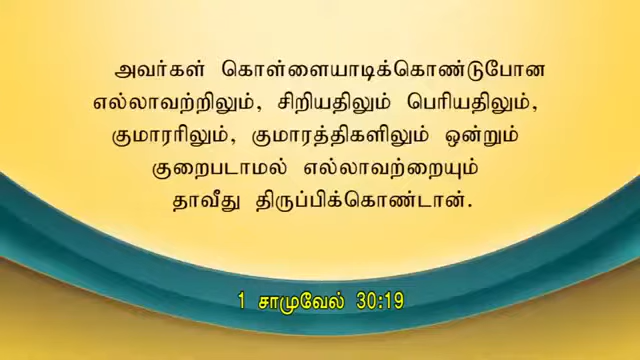 அவர்கள் கொள்ளையாடிக்கொண்டுபோன
எல்லாவற்றிலும், சிறியதிலும் பெரியதிலும்,
குமாரரிலும், குமாரத்திகளிலும் ஒன்றும்
குறைபடாமல் எல்லாவற்றையும்
தாவீது திருப்பிக்கொண்டான்.
1 சாமுவேல் 30:19